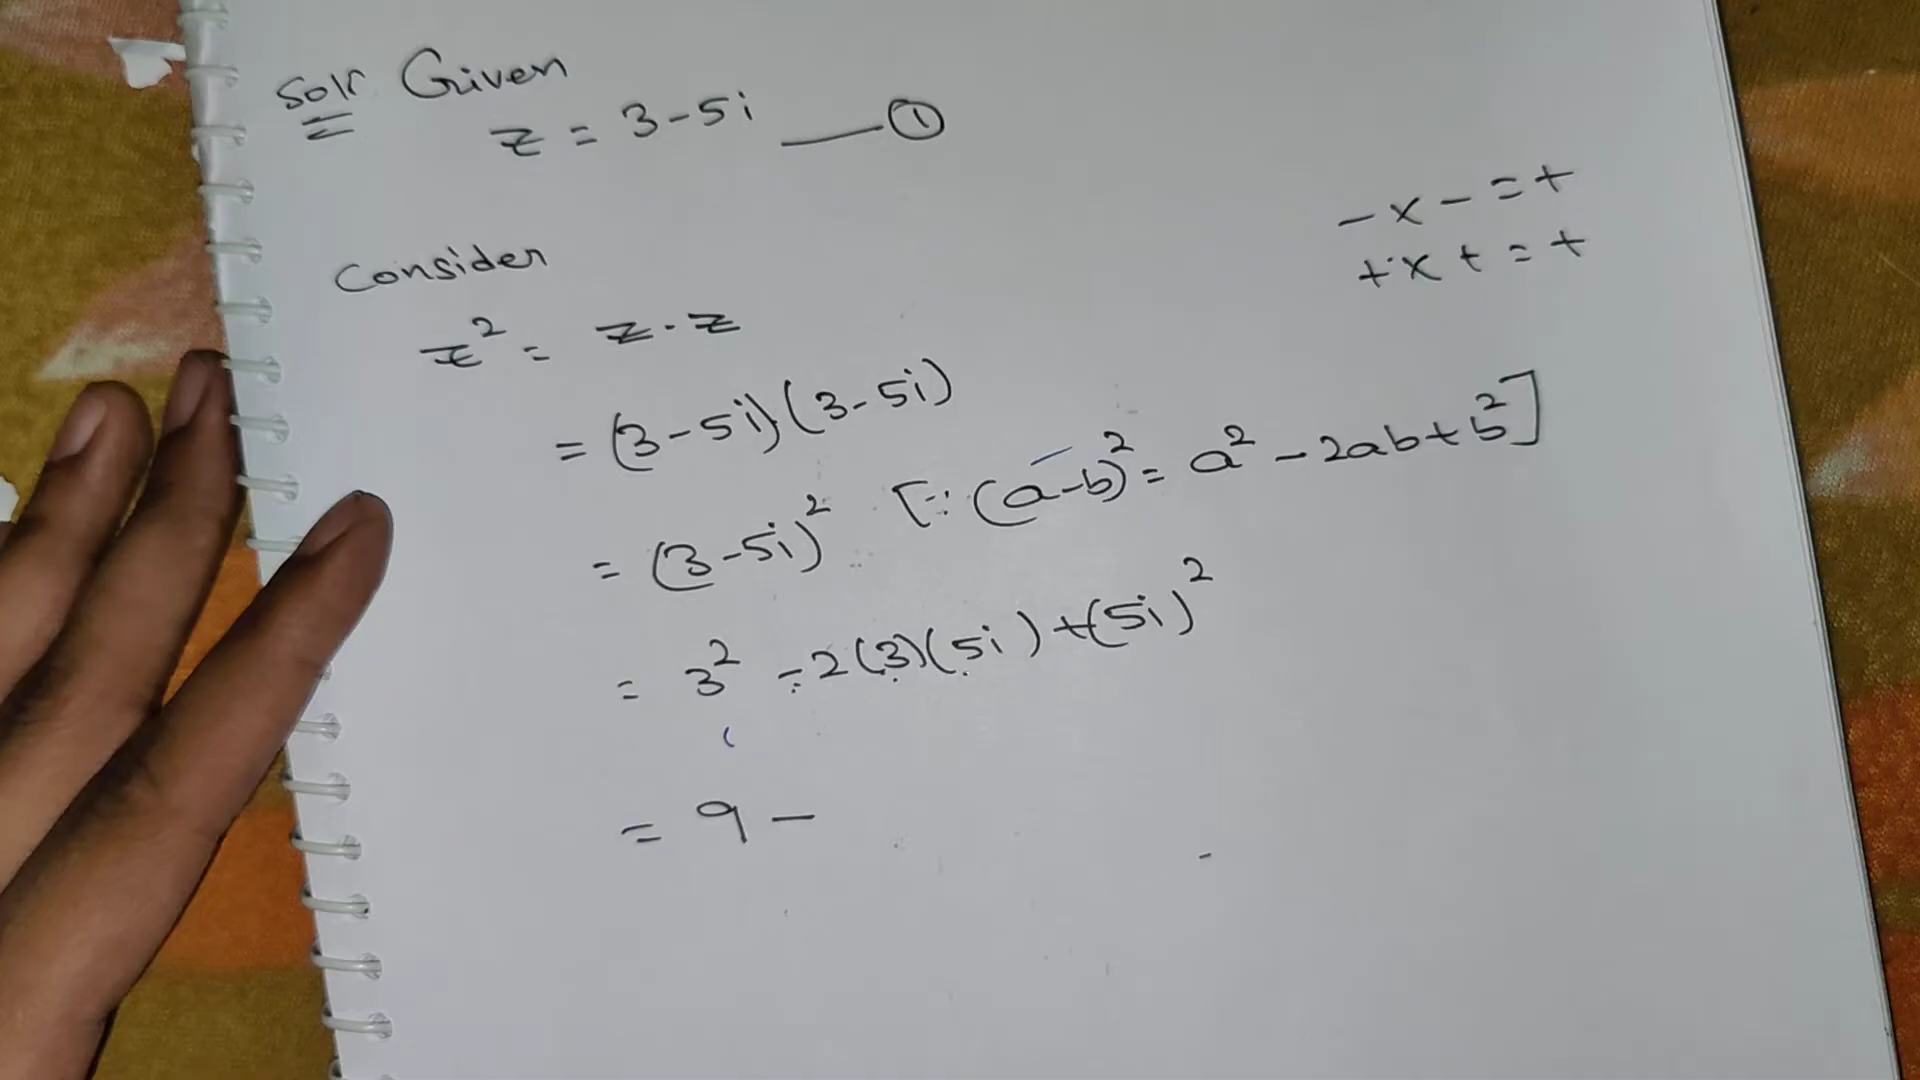 Soln Given
z = 3-5i —— ①
- x - = +
+ x + = +
Consider
z² = z · z
= (3-5i)(3-5i)
= (3-5i)² [∵ (a-b)² = a² - 2ab + b²]
= 3² - 2(3)(5i) + (5i)²
= 9 -